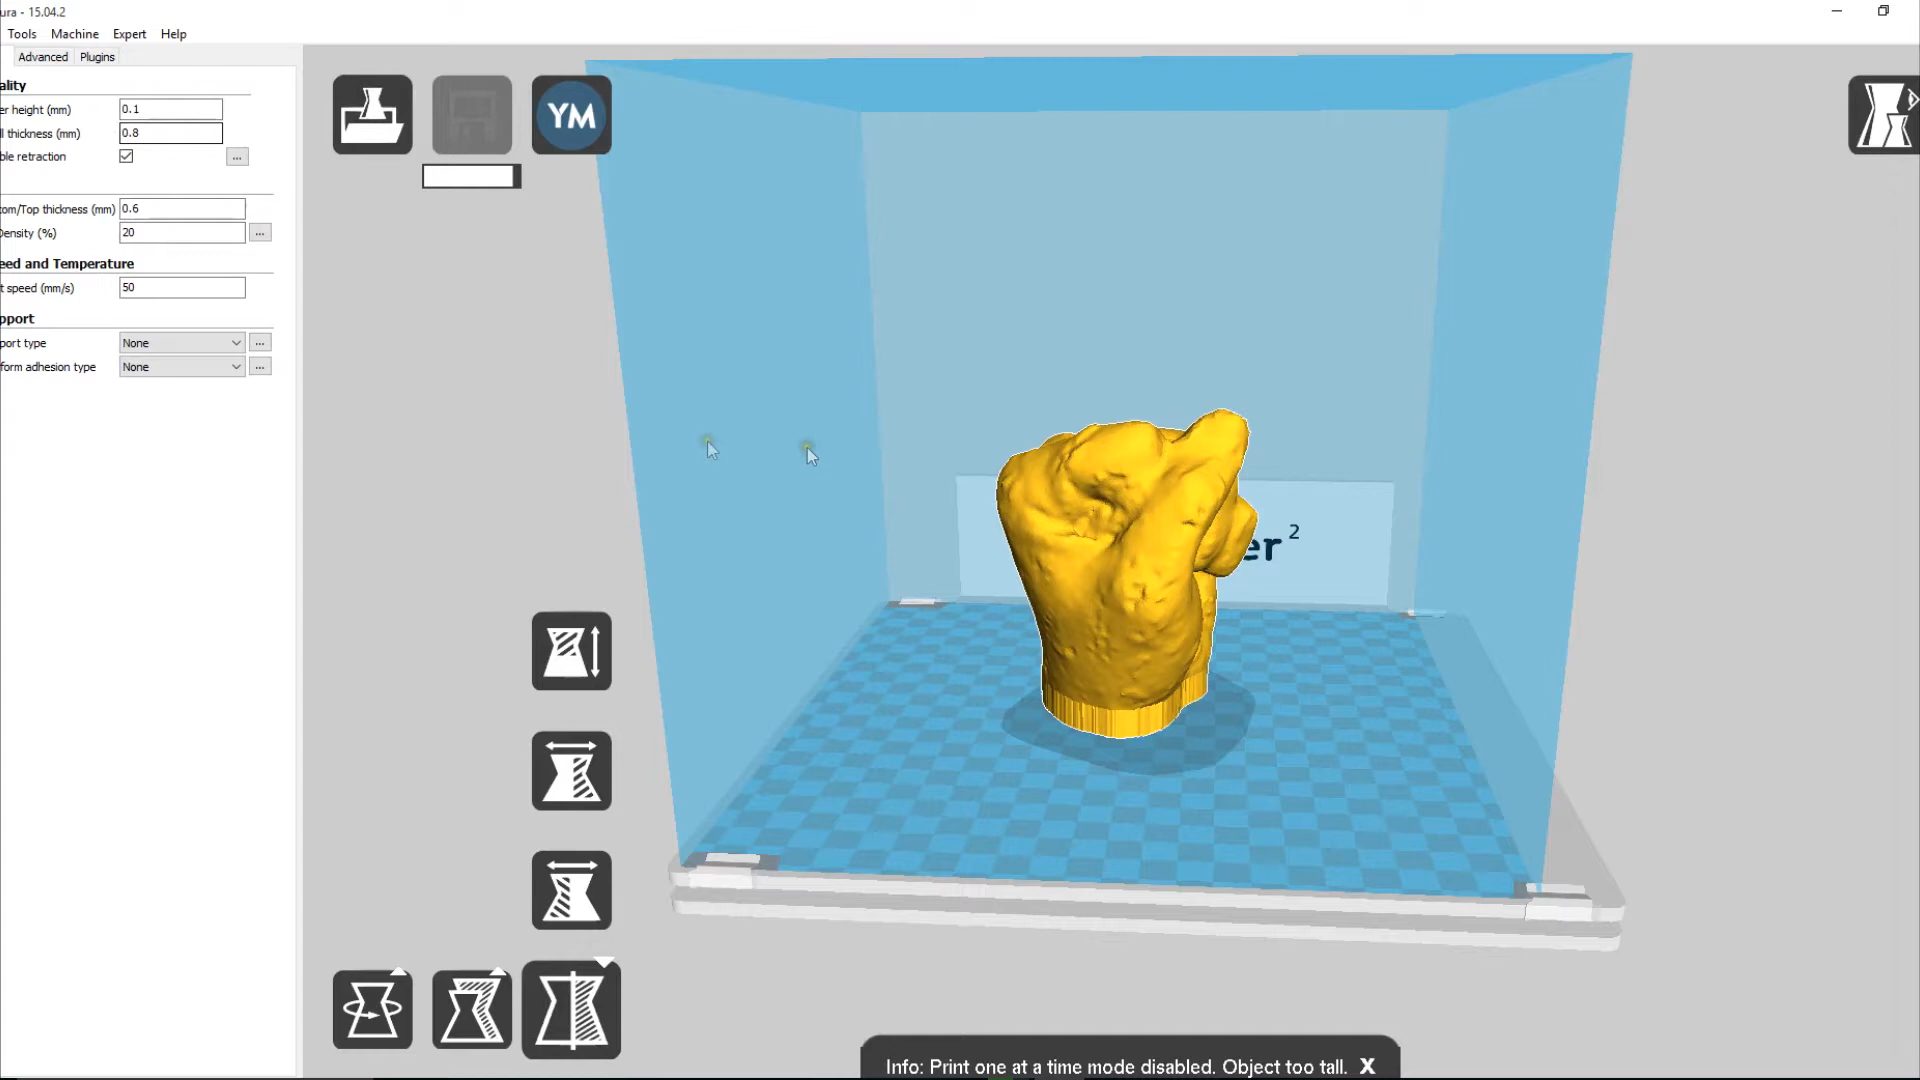 ura - 15.04.2
Tools Machine Expert Help
Advanced Plugins
ality
er height (mm) 0.1
l thickness (mm) 0.8
ble retraction ...
tom/Top thickness (mm) 0.6
Density (%) 20 ...
eed and Temperature
t speed (mm/s) 50
pport
port type None ...
form adhesion type None ...
YM
er²
Info: Print one at a time mode disabled. Object too tall. X